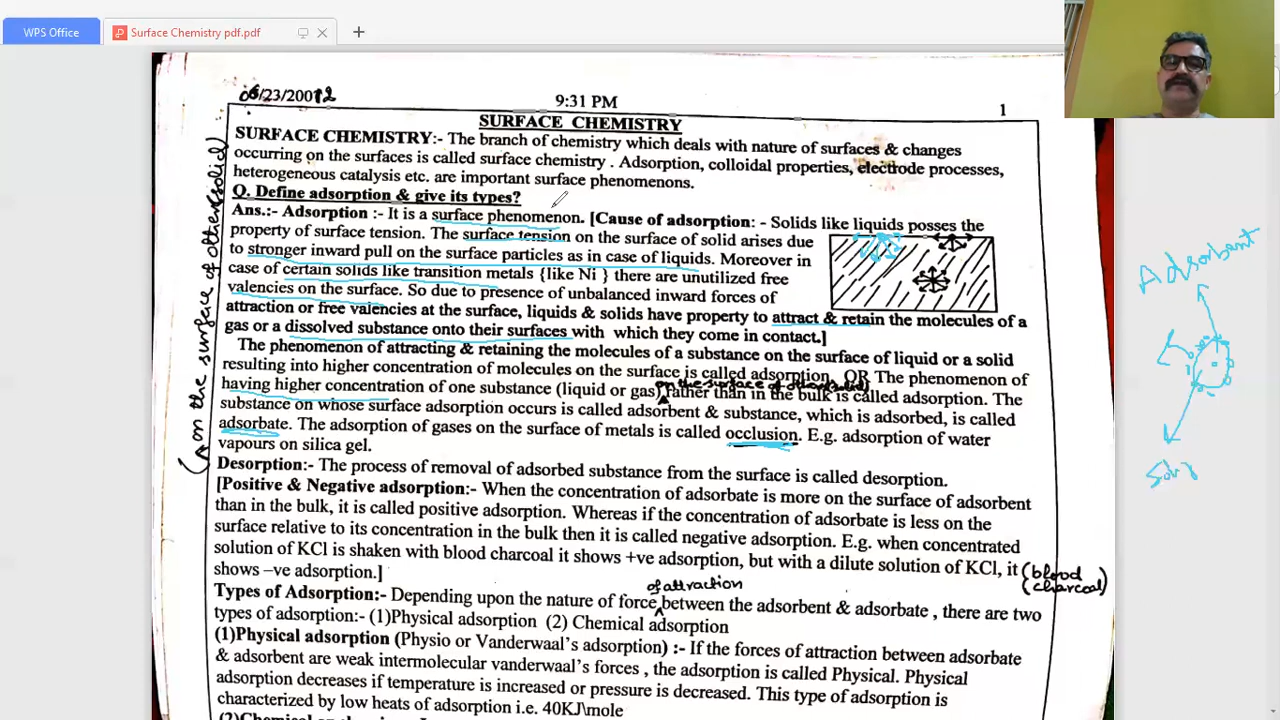 WPS Office
Surface Chemistry pdf.pdf
06/23/20012
9:31 PM
1
SURFACE CHEMISTRY
SURFACE CHEMISTRY:- The branch of chemistry which deals with nature of surfaces & changes
occurring on the surfaces is called surface chemistry . Adsorption, colloidal properties, electrode processes,
heterogeneous catalysis etc. are important surface phenomenons.
Q. Define adsorption & give its types?
Ans.:- Adsorption :- It is a surface phenomenon. [Cause of adsorption: - Solids like liquids posses the
property of surface tension. The surface tension on the surface of solid arises due
to stronger inward pull on the surface particles as in case of liquids. Moreover in
case of certain solids like transition metals {like Ni } there are unutilized free
valencies on the surface. So due to presence of unbalanced inward forces of
attraction or free valencies at the surface, liquids & solids have property to attract & retain the molecules of a
gas or a dissolved substance onto their surfaces with which they come in contact.]
The phenomenon of attracting & retaining the molecules of a substance on the surface of liquid or a solid
resulting into higher concentration of molecules on the surface is called adsorption. OR The phenomenon of
on the surface of other (solid)
having higher concentration of one substance (liquid or gas) rather than in the bulk is called adsorption. The
substance on whose surface adsorption occurs is called adsorbent & substance, which is adsorbed, is called
adsorbate. The adsorption of gases on the surface of metals is called occlusion. E.g. adsorption of water
vapours on silica gel.
(on the surface of other solid)
Desorption:- The process of removal of adsorbed substance from the surface is called desorption.
[Positive & Negative adsorption:- When the concentration of adsorbate is more on the surface of adsorbent
than in the bulk, it is called positive adsorption. Whereas if the concentration of adsorbate is less on the
surface relative to its concentration in the bulk then it is called negative adsorption. E.g. when concentrated
solution of KCl is shaken with blood charcoal it shows +ve adsorption, but with a dilute solution of KCl, it
(blood
charcoal)
shows –ve adsorption.]
of attraction
Types of Adsorption:- Depending upon the nature of force between the adsorbent & adsorbate , there are two
types of adsorption:- (1)Physical adsorption (2) Chemical adsorption
(1)Physical adsorption (Physio or Vanderwaal's adsorption) :- If the forces of attraction between adsorbate
& adsorbent are weak intermolecular vanderwaal's forces , the adsorption is called Physical. Physical
adsorption decreases if temperature is increased or pressure is decreased. This type of adsorption is
characterized by low heats of adsorption i.e. 40KJ\mole
Adsorbent